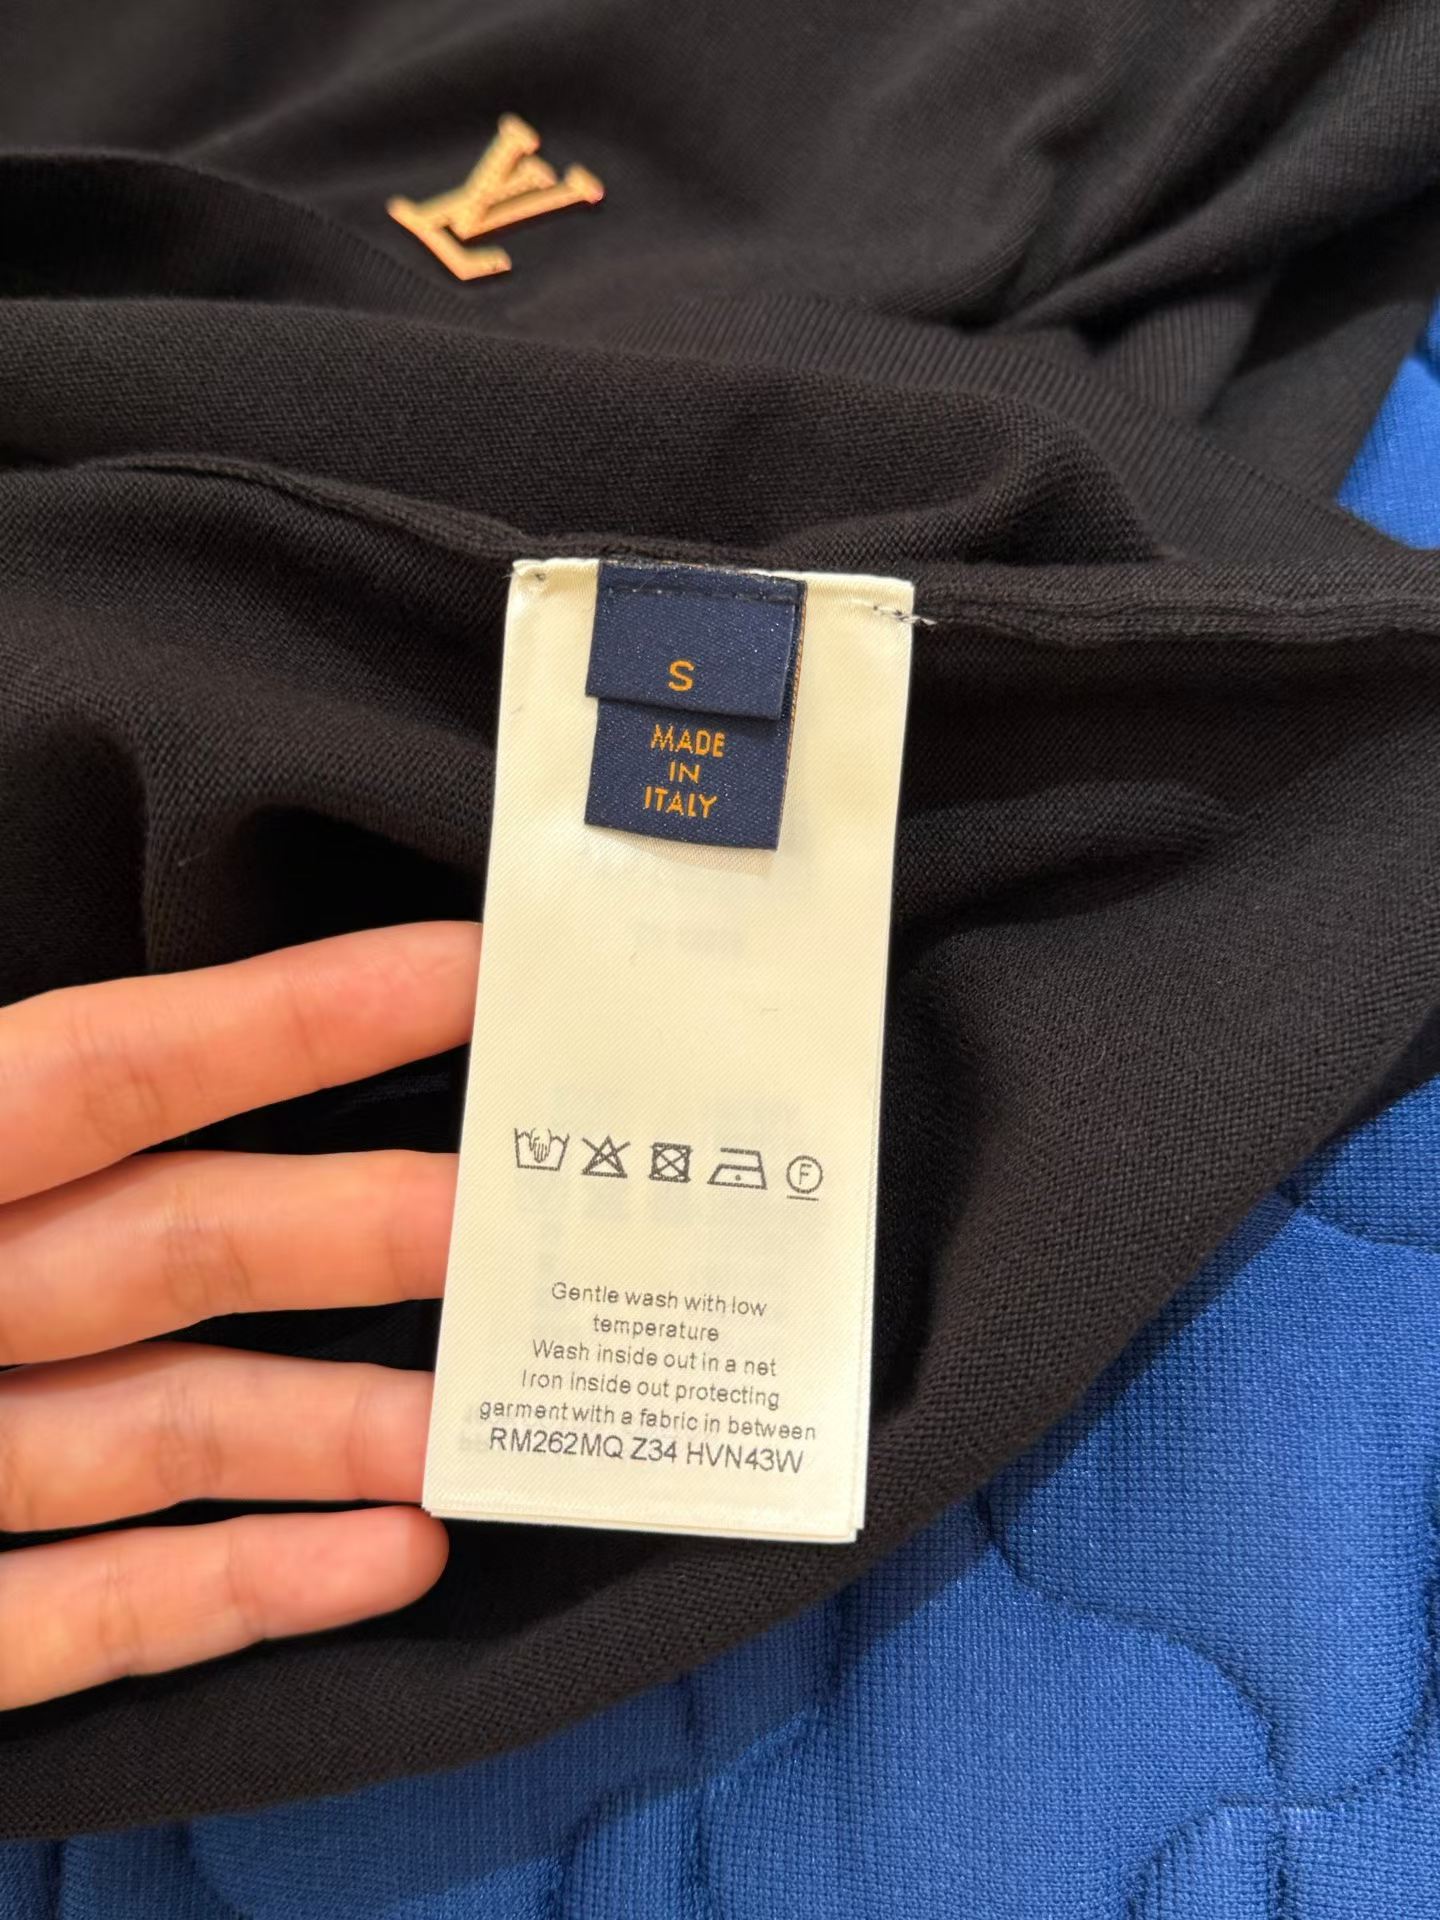 LV
S
MADE
IN
ITALY
F
Gentle wash with low
temperature
Wash inside out in a net
Iron inside out protecting
garment with a fabric in between
RM262MQ Z34 HVN43W